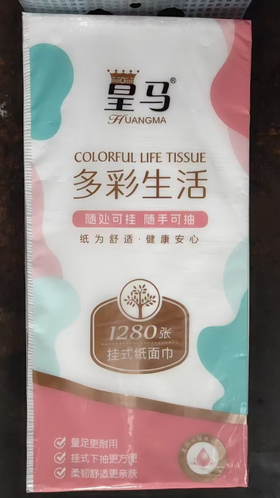 皇马®
HUANGMA
COLORFUL LIFE TISSUE
多彩生活
随处可挂 随手可抽
纸为舒适·健康安心
1280张
挂式纸面巾
量足更耐用
挂式下抽更方便
柔韧舒适更亲肤